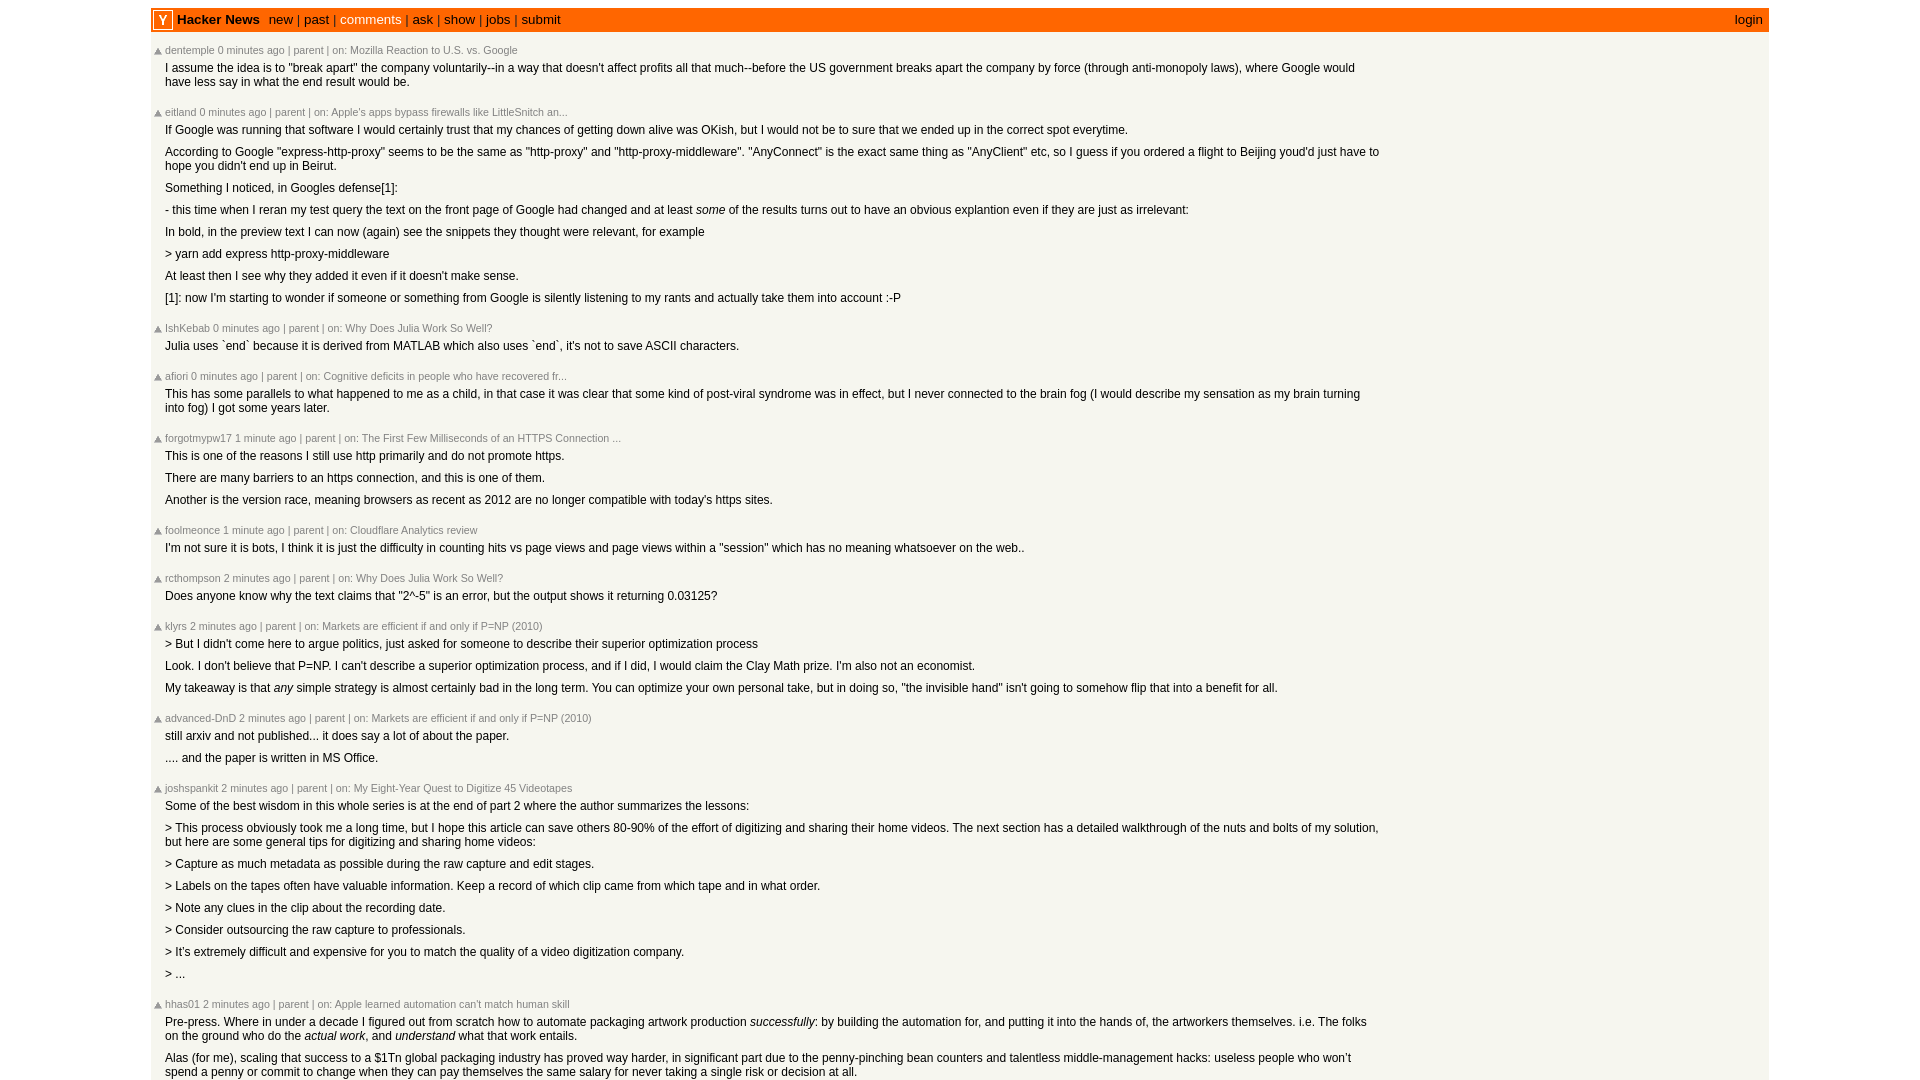 Y Hacker News new | past | comments | ask | show | jobs | submit login
dentemple 0 minutes ago | parent | on: Mozilla Reaction to U.S. vs. Google
I assume the idea is to "break apart" the company voluntarily--in a way that doesn't affect profits all that much--before the US government breaks apart the company by force (through anti-monopoly laws), where Google would
have less say in what the end result would be.
eitland 0 minutes ago | parent | on: Apple's apps bypass firewalls like LittleSnitch an...
If Google was running that software I would certainly trust that my chances of getting down alive was OKish, but I would not be to sure that we ended up in the correct spot everytime.
According to Google "express-http-proxy" seems to be the same as "http-proxy" and "http-proxy-middleware". "AnyConnect" is the exact same thing as "AnyClient" etc, so I guess if you ordered a flight to Beijing youd'd just have to
hope you didn't end up in Beirut.
Something I noticed, in Googles defense[1]:
- this time when I reran my test query the text on the front page of Google had changed and at least some of the results turns out to have an obvious explantion even if they are just as irrelevant:
In bold, in the preview text I can now (again) see the snippets they thought were relevant, for example
> yarn add express http-proxy-middleware
At least then I see why they added it even if it doesn't make sense.
[1]: now I'm starting to wonder if someone or something from Google is silently listening to my rants and actually take them into account :-P
IshKebab 0 minutes ago | parent | on: Why Does Julia Work So Well?
Julia uses `end` because it is derived from MATLAB which also uses `end`, it's not to save ASCII characters.
afiori 0 minutes ago | parent | on: Cognitive deficits in people who have recovered fr...
This has some parallels to what happened to me as a child, in that case it was clear that some kind of post-viral syndrome was in effect, but I never connected to the brain fog (I would describe my sensation as my brain turning
into fog) I got some years later.
forgotmypw17 1 minute ago | parent | on: The First Few Milliseconds of an HTTPS Connection ...
This is one of the reasons I still use http primarily and do not promote https.
There are many barriers to an https connection, and this is one of them.
Another is the version race, meaning browsers as recent as 2012 are no longer compatible with today's https sites.
foolmeonce 1 minute ago | parent | on: Cloudflare Analytics review
I'm not sure it is bots, I think it is just the difficulty in counting hits vs page views and page views within a "session" which has no meaning whatsoever on the web..
rcthompson 2 minutes ago | parent | on: Why Does Julia Work So Well?
Does anyone know why the text claims that "2^-5" is an error, but the output shows it returning 0.03125?
klyrs 2 minutes ago | parent | on: Markets are efficient if and only if P=NP (2010)
> But I didn't come here to argue politics, just asked for someone to describe their superior optimization process
Look. I don't believe that P=NP. I can't describe a superior optimization process, and if I did, I would claim the Clay Math prize. I'm also not an economist.
My takeaway is that any simple strategy is almost certainly bad in the long term. You can optimize your own personal take, but in doing so, "the invisible hand" isn't going to somehow flip that into a benefit for all.
advanced-DnD 2 minutes ago | parent | on: Markets are efficient if and only if P=NP (2010)
still arxiv and not published... it does say a lot of about the paper.
.... and the paper is written in MS Office.
joshspankit 2 minutes ago | parent | on: My Eight-Year Quest to Digitize 45 Videotapes
Some of the best wisdom in this whole series is at the end of part 2 where the author summarizes the lessons:
> This process obviously took me a long time, but I hope this article can save others 80-90% of the effort of digitizing and sharing their home videos. The next section has a detailed walkthrough of the nuts and bolts of my solution,
but here are some general tips for digitizing and sharing home videos:
> Capture as much metadata as possible during the raw capture and edit stages.
> Labels on the tapes often have valuable information. Keep a record of which clip came from which tape and in what order.
> Note any clues in the clip about the recording date.
> Consider outsourcing the raw capture to professionals.
> It's extremely difficult and expensive for you to match the quality of a video digitization company.
> ...
hhas01 2 minutes ago | parent | on: Apple learned automation can't match human skill
Pre-press. Where in under a decade I figured out from scratch how to automate packaging artwork production successfully: by building the automation for, and putting it into the hands of, the artworkers themselves. i.e. The folks
on the ground who do the actual work, and understand what that work entails.
Alas (for me), scaling that success to a $1Tn global packaging industry has proved way harder, in significant part due to the penny-pinching bean counters and talentless middle-management hacks: useless people who won’t
spend a penny or commit to change when they can pay themselves the same salary for never taking a single risk or decision at all.